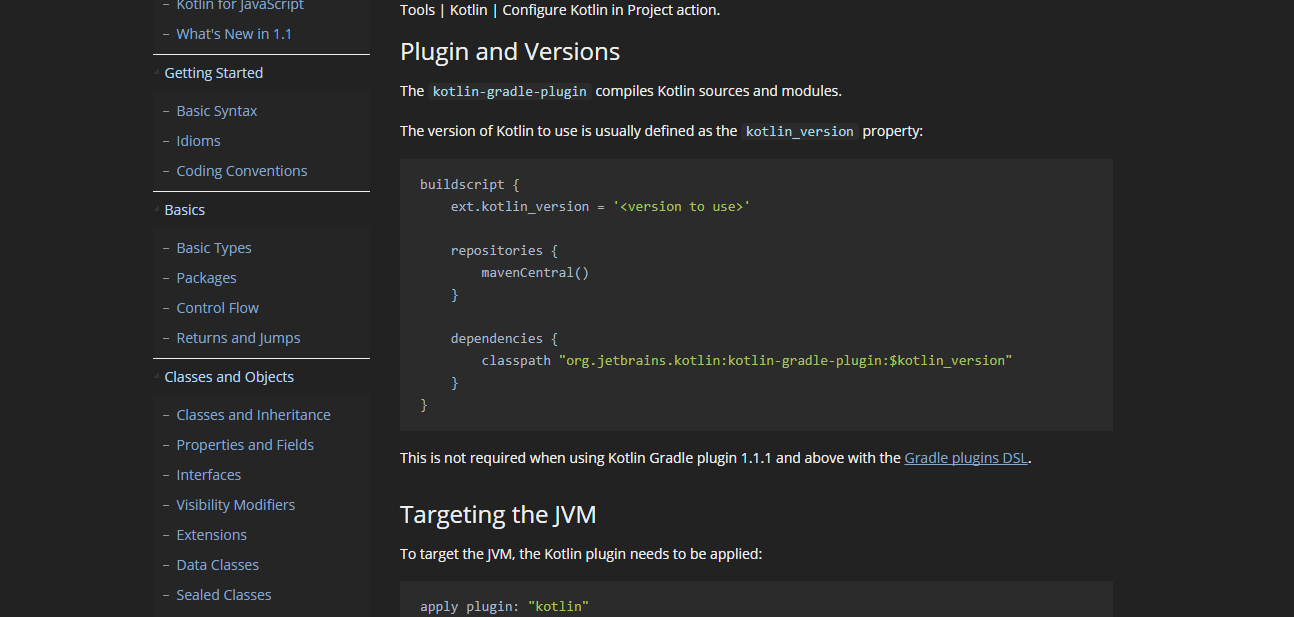 – Kotlin for JavaScript
– What's New in 1.1
Getting Started
– Basic Syntax
– Idioms
– Coding Conventions
Basics
– Basic Types
– Packages
– Control Flow
– Returns and Jumps
Classes and Objects
– Classes and Inheritance
– Properties and Fields
– Interfaces
– Visibility Modifiers
– Extensions
– Data Classes
– Sealed Classes
Tools | Kotlin | Configure Kotlin in Project action.
Plugin and Versions
The kotlin-gradle-plugin compiles Kotlin sources and modules.
The version of Kotlin to use is usually defined as the kotlin_version property:
buildscript {
    ext.kotlin_version = '<version to use>'
    repositories {
        mavenCentral()
    }
    dependencies {
        classpath "org.jetbrains.kotlin:kotlin-gradle-plugin:$kotlin_version"
    }
}
This is not required when using Kotlin Gradle plugin 1.1.1 and above with the Gradle plugins DSL.
Targeting the JVM
To target the JVM, the Kotlin plugin needs to be applied:
apply plugin: "kotlin"